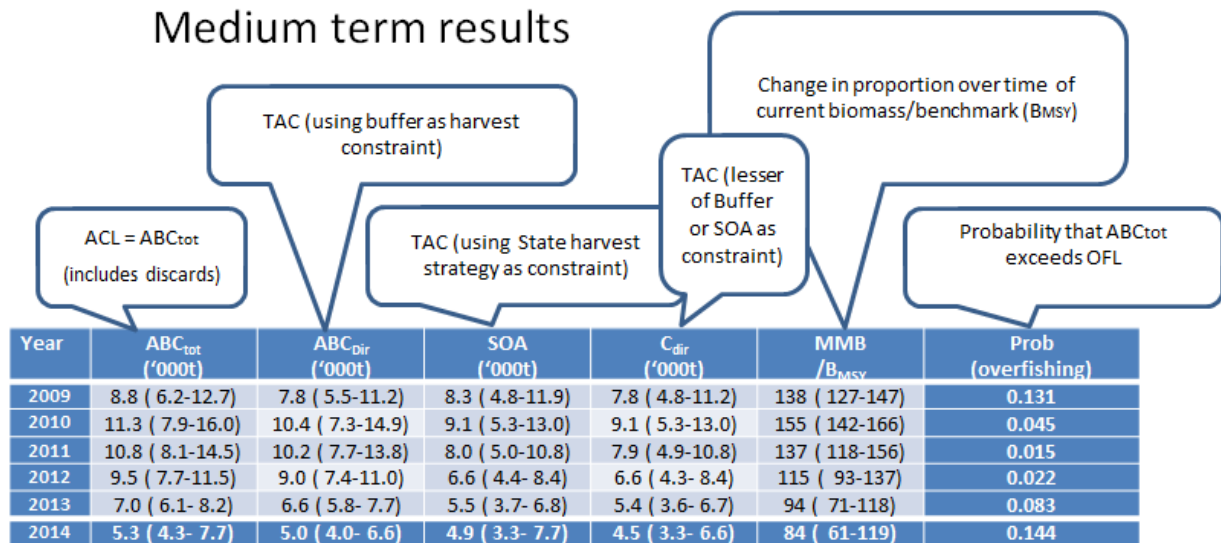 Medium term results
Change in proportion over time of
current biomass/benchmark (BMSY)
TAC (using buffer as harvest
constraint)
TAC (lesser
of Buffer
or SOA as
constraint)
ACL = ABCtot
(includes discards)
TAC (using State harvest
strategy as constraint)
Probability that ABCtot
exceeds OFL
Year ABCtot ABCDir SOA Cdir MMB Prob
(‘000t) (‘000t) (‘000t) (‘000t) /BMSY (overfishing)
2009 8.8 ( 6.2-12.7) 7.8 ( 5.5-11.2) 8.3 ( 4.8-11.9) 7.8 ( 4.8-11.2) 138 ( 127-147) 0.131
2010 11.3 ( 7.9-16.0) 10.4 ( 7.3-14.9) 9.1 ( 5.3-13.0) 9.1 ( 5.3-13.0) 155 ( 142-166) 0.045
2011 10.8 ( 8.1-14.5) 10.2 ( 7.7-13.8) 8.0 ( 5.0-10.8) 7.9 ( 4.9-10.8) 137 ( 118-156) 0.015
2012 9.5 ( 7.7-11.5) 9.0 ( 7.4-11.0) 6.6 ( 4.4- 8.4) 6.6 ( 4.3- 8.4) 115 ( 93-137) 0.022
2013 7.0 ( 6.1- 8.2) 6.6 ( 5.8- 7.7) 5.5 ( 3.7- 6.8) 5.4 ( 3.6- 6.7) 94 ( 71-118) 0.083
2014 5.3 ( 4.3- 7.7) 5.0 ( 4.0- 6.6) 4.9 ( 3.3- 7.7) 4.5 ( 3.3- 6.6) 84 ( 61-119) 0.144